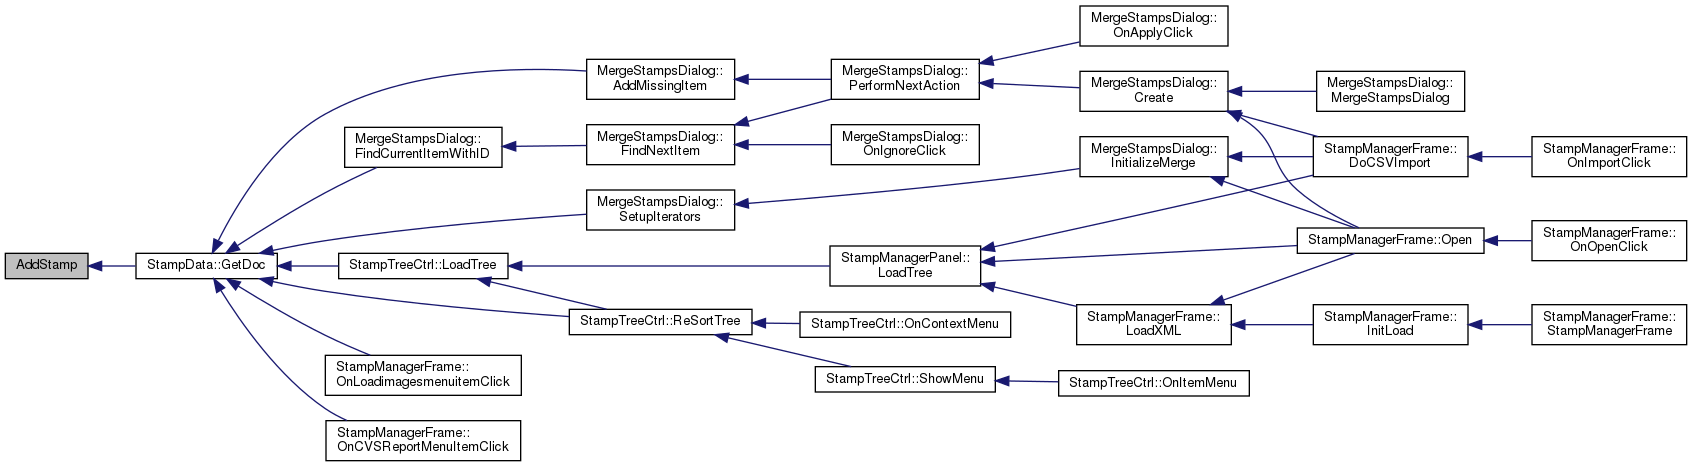 AddStamp
StampData::GetDoc
MergeStampsDialog::
AddMissingItem
MergeStampsDialog::
PerformNextAction
MergeStampsDialog::
OnApplyClick
MergeStampsDialog::
Create
MergeStampsDialog::
MergeStampsDialog
StampManagerFrame::
DoCSVImport
StampManagerFrame::
OnImportClick
StampManagerFrame::Open
StampManagerFrame::
OnOpenClick
MergeStampsDialog::
FindCurrentItemWithID
MergeStampsDialog::
FindNextItem
MergeStampsDialog::
OnIgnoreClick
MergeStampsDialog::
SetupIterators
MergeStampsDialog::
InitializeMerge
StampTreeCtrl::LoadTree
StampManagerPanel::
LoadTree
StampManagerFrame::
LoadXML
StampManagerFrame::
InitLoad
StampManagerFrame::
StampManagerFrame
StampTreeCtrl::ReSortTree
StampTreeCtrl::OnContextMenu
StampTreeCtrl::ShowMenu
StampTreeCtrl::OnItemMenu
StampManagerFrame::
OnLoadimagesmenuitemClick
StampManagerFrame::
OnCVSReportMenuItemClick